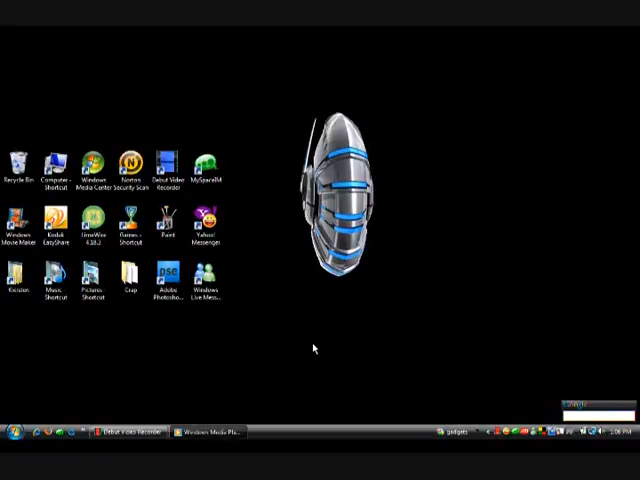 Recycle Bin
Computer - Shortcut
Windows Media Center
Norton Security Scan
Debut Video Recorder
MySpaceIM
Windows Movie Maker
Kodak EasyShare
LimeWire 4.18.3
Games - Shortcut
Paint
Yahoo! Messenger
Music - Shortcut
Pictures - Shortcut
Crap
Adobe Photosho...
Windows Live Mess...
pse
Google
Debut Video Recorder
Windows Media Pla...
gadgets
1:06 PM